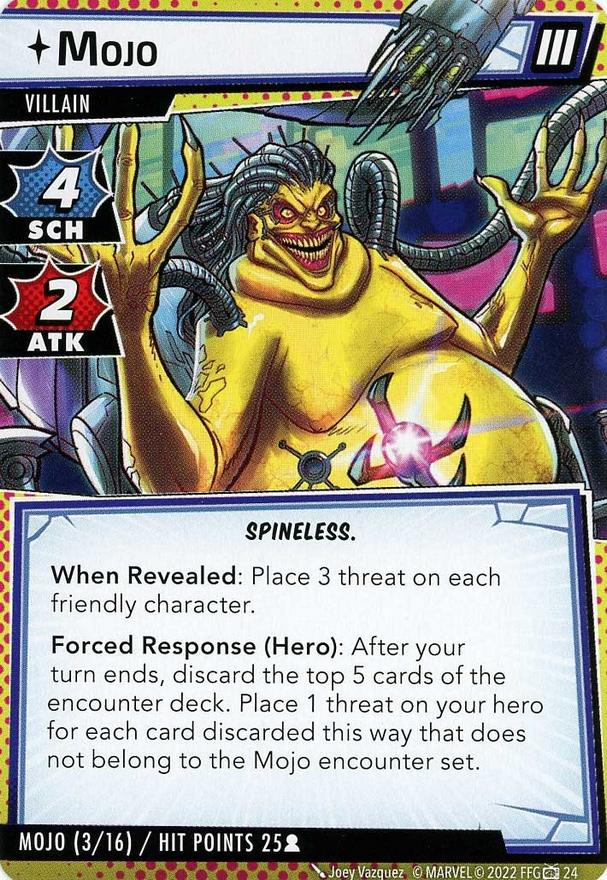 Mojo
III
VILLAIN
4
SCH
2
ATK
SPINELESS.
When Revealed: Place 3 threat on each
friendly character.
Forced Response (Hero): After your
turn ends, discard the top 5 cards of the
encounter deck. Place 1 threat on your hero
for each card discarded this way that does
not belong to the Mojo encounter set.
MOJO (3/16) / HIT POINTS 25
Joey Vazquez © MARVEL © 2022 FFG 24